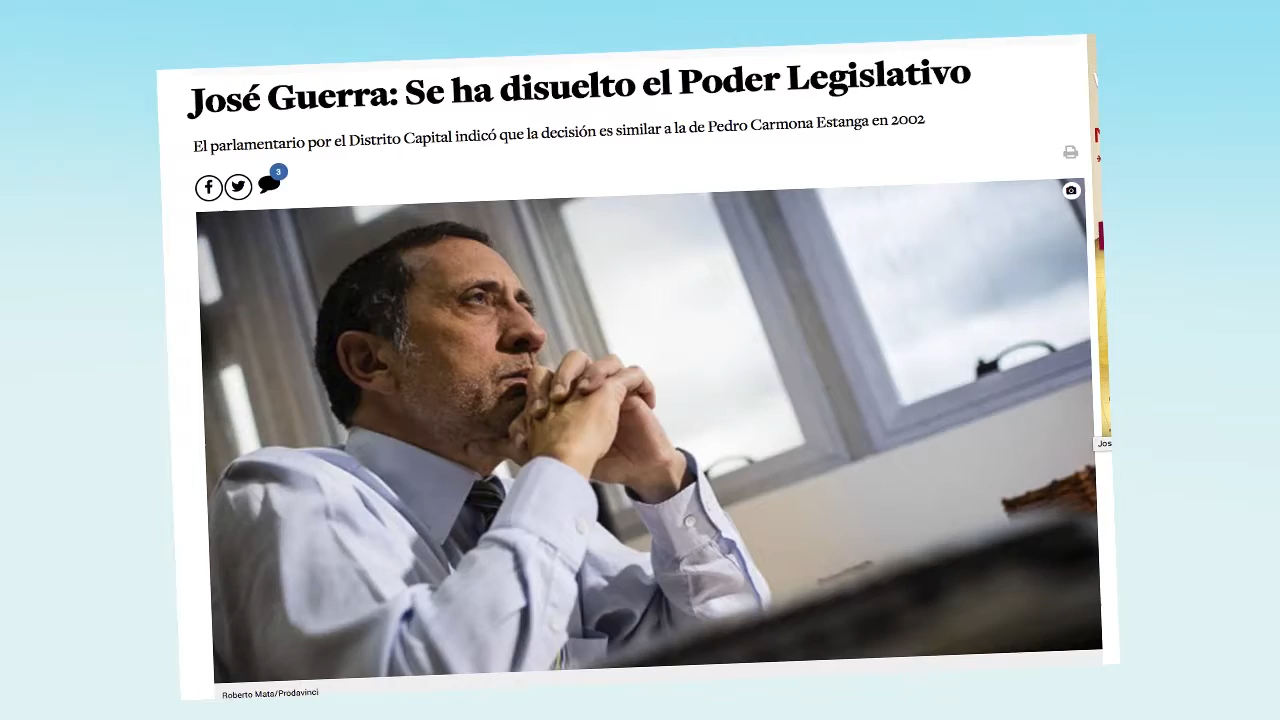 José Guerra: Se ha disuelto el Poder Legislativo
El parlamentario por el Distrito Capital indicó que la decisión es similar a la de Pedro Carmona Estanga en 2002
3
Jos
Roberto Mata/Prodavinci